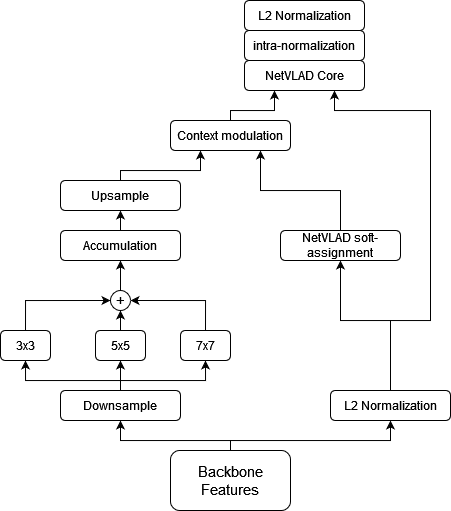 L2 Normalization
intra-normalization
NetVLAD Core
Context modulation
Upsample
Accumulation
NetVLAD soft-
assignment
+
3x3
5x5
7x7
Downsample
L2 Normalization
Backbone
Features